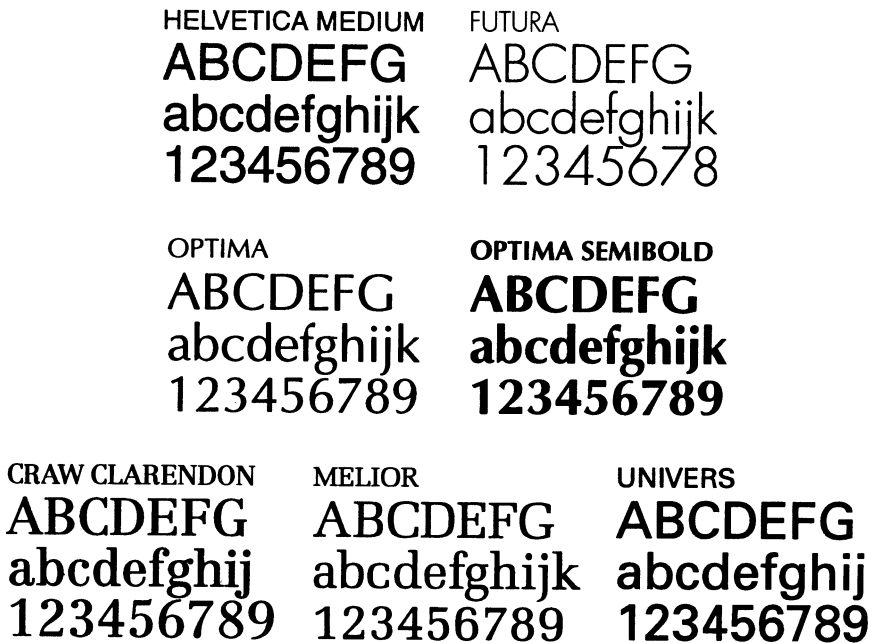 HELVETICA MEDIUM
ABCDEFG
abcdefghijk
123456789
FUTURA
ABCDEFG
abcdefghijk
12345678
OPTIMA
ABCDEFG
abcdefghijk
123456789
OPTIMA SEMIBOLD
ABCDEFG
abcdefghijk
123456789
CRAW CLARENDON
ABCDEFG
abcdefghij
123456789
MELIOR
ABCDEFG
abcdefghijk
123456789
UNIVERS
ABCDEFG
abcdefghij
123456789